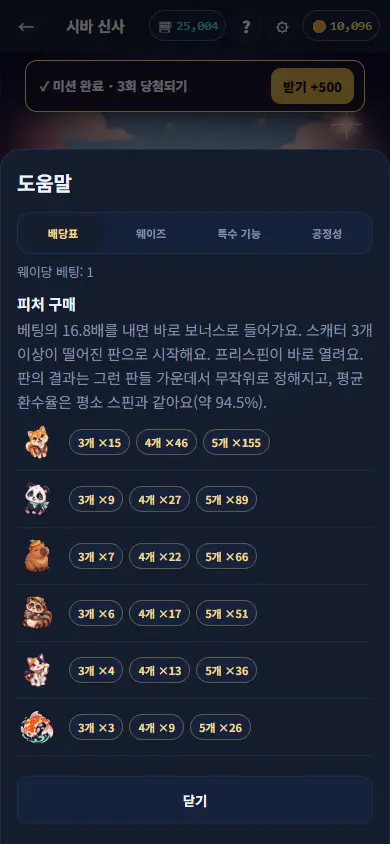 ← 시바 신사 25,004 ? 10,096
✓ 미션 완료 · 3회 당첨되기 받기 +500
도움말
배당표 웨이즈 특수 기능 공정성
웨이당 베팅: 1
피처 구매
베팅의 16.8배를 내면 바로 보너스로 들어가요. 스캐터 3개
이상이 떨어진 판으로 시작해요. 프리스핀이 바로 열려요.
판의 결과는 그런 판들 가운데서 무작위로 정해지고, 평균
환수율은 평소 스핀과 같아요(약 94.5%).
3개 ×15 4개 ×46 5개 ×155
3개 ×9 4개 ×27 5개 ×89
3개 ×7 4개 ×22 5개 ×66
3개 ×6 4개 ×17 5개 ×51
3개 ×4 4개 ×13 5개 ×36
3개 ×3 4개 ×9 5개 ×26
닫기